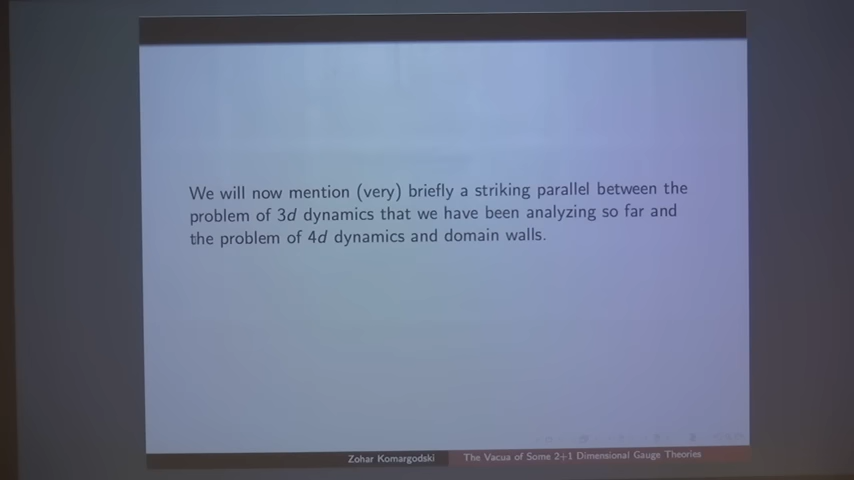 We will now mention (very) briefly a striking parallel between the
problem of 3d dynamics that we have been analyzing so far and
the problem of 4d dynamics and domain walls.
Zohar Komargodski The Vacua of Some 2+1 Dimensional Gauge Theories